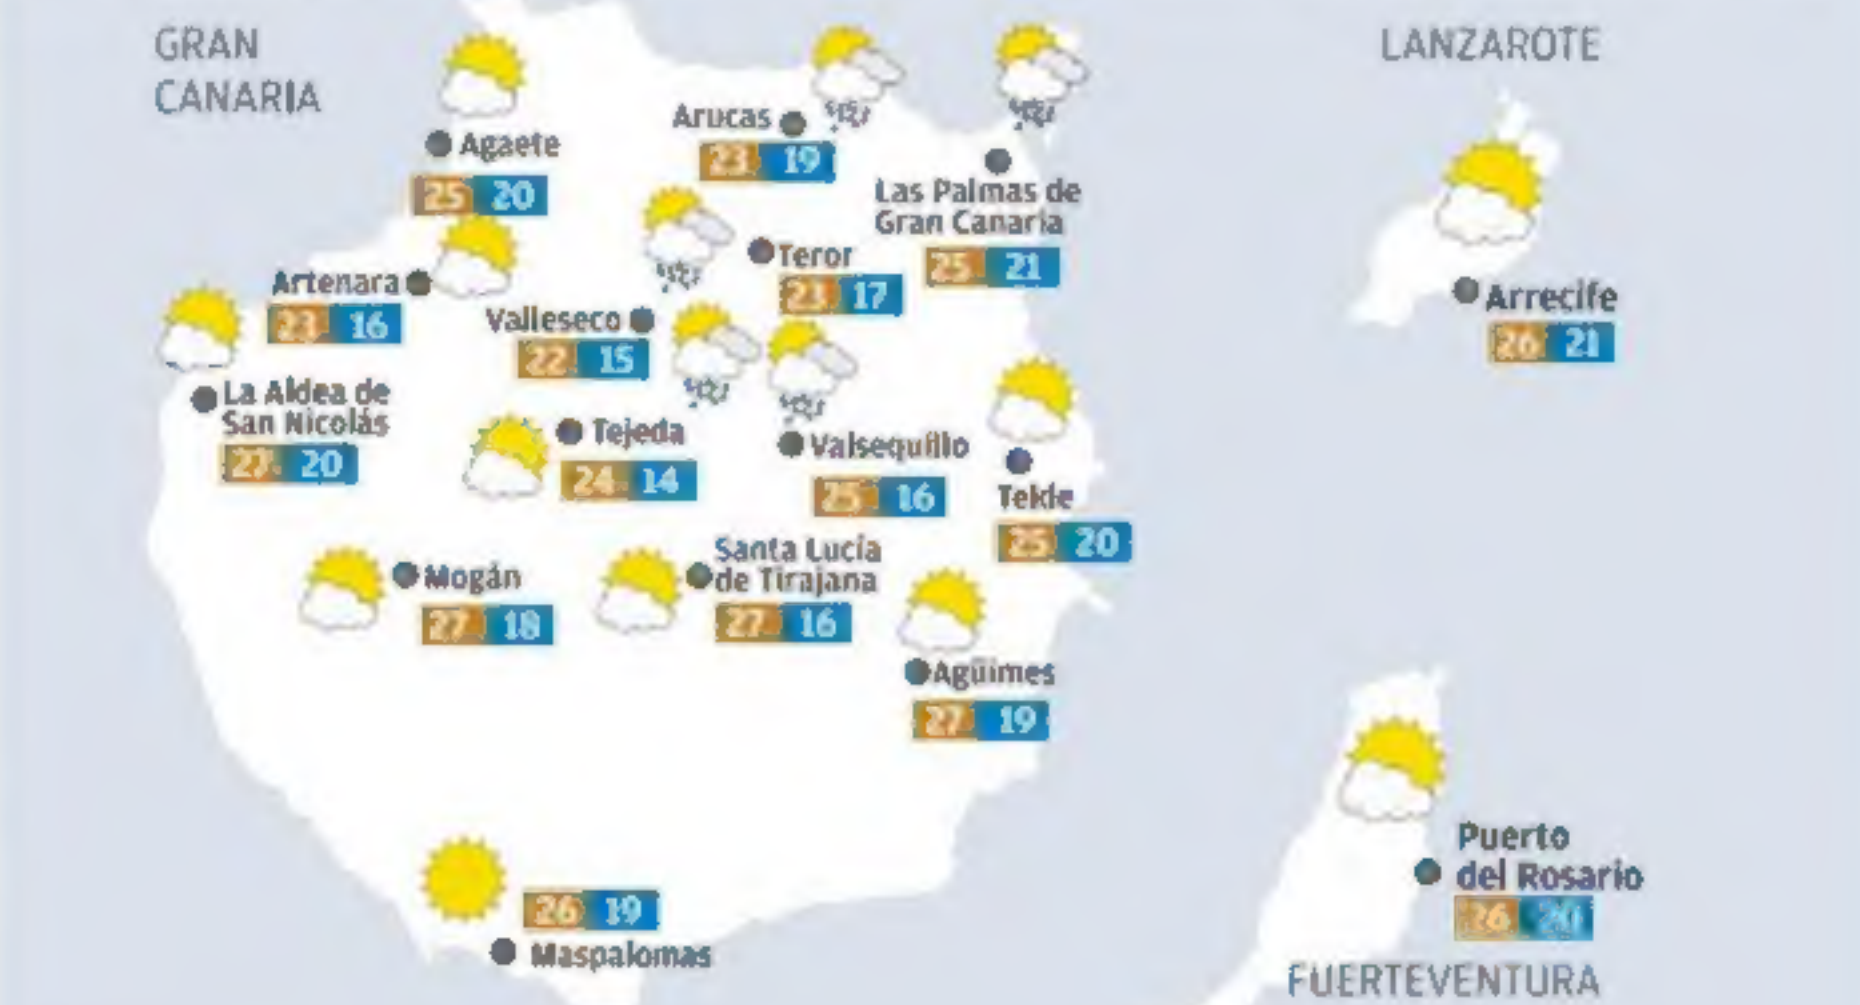 GRAN
CANARIA
LANZAROTE
Agaete
25 20
Arucas
23 19
Las Palmas de
Gran Canaria
25 21
Teror
23 17
Artenara
23 16
Valleseco
22 15
Arrecife
26 21
La Aldea de
San Nicolás
27 20
Tejeda
24 14
Valsequillo
25 16
Telde
25 20
Mogán
27 18
Santa Lucía
de Tirajana
27 16
Agüimes
27 19
26 19
Maspalomas
Puerto
del Rosario
26 20
FUERTEVENTURA